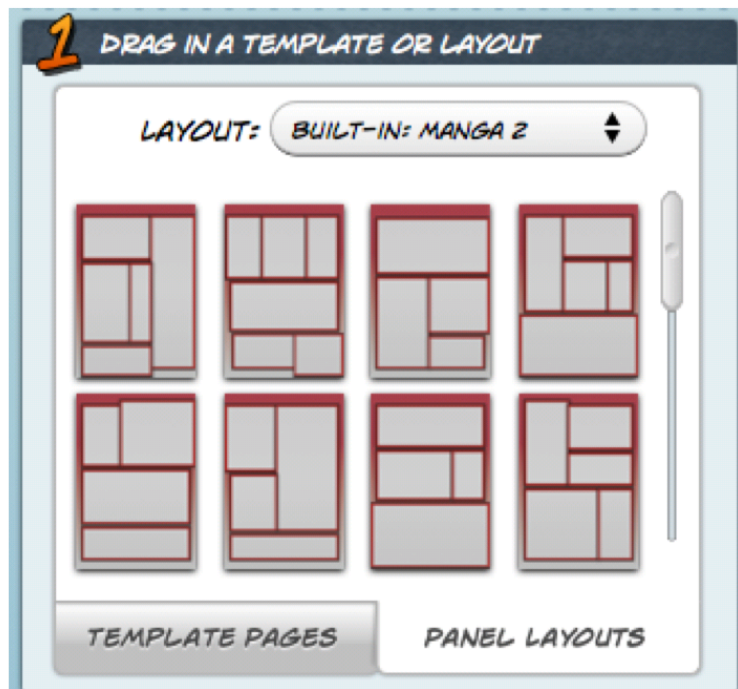 1 DRAG IN A TEMPLATE OR LAYOUT
LAYOUT: BUILT-IN: MANGA 2
TEMPLATE PAGES PANEL LAYOUTS